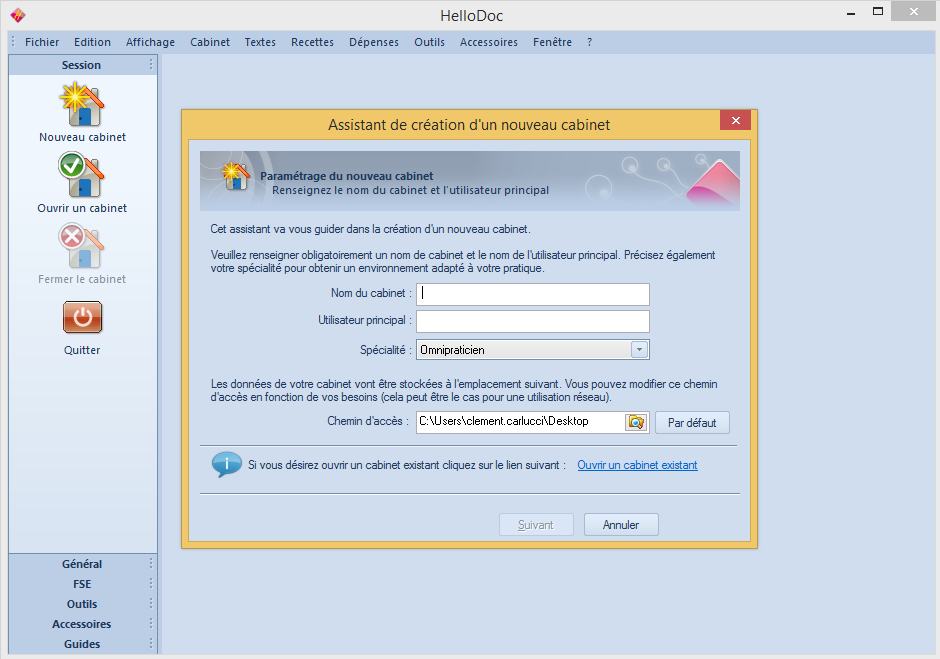 HelloDoc
Fichier Edition Affichage Cabinet Textes Recettes Dépenses Outils Accessoires Fenêtre ?
Session
Nouveau cabinet
Ouvrir un cabinet
Fermer le cabinet
Quitter
Général
FSE
Outils
Accessoires
Guides
Assistant de création d'un nouveau cabinet
Paramétrage du nouveau cabinet
Renseignez le nom du cabinet et l'utilisateur principal
Cet assistant va vous guider dans la création d'un nouveau cabinet.
Veuillez renseigner obligatoirement un nom de cabinet et le nom de l'utilisateur principal. Précisez également
votre spécialité pour obtenir un environnement adapté à votre pratique.
Nom du cabinet :
Utilisateur principal :
Spécialité : Omnipraticien
Les données de votre cabinet vont être stockées à l'emplacement suivant. Vous pouvez modifier ce chemin
d'accès en fonction de vos besoins (cela peut être le cas pour une utilisation réseau).
Chemin d'accès : C:\Users\clement.carlucci\Desktop Par défaut
Si vous désirez ouvrir un cabinet existant cliquez sur le lien suivant : Ouvrir un cabinet existant
Suivant Annuler